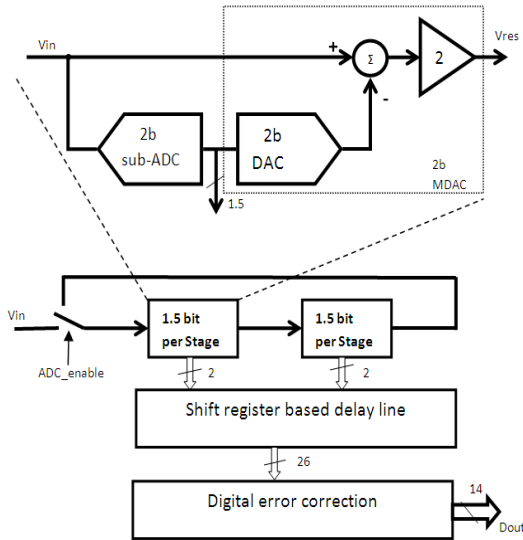 Vin
+
Σ
2
Vres
-
2b
sub-ADC
2b
DAC
2b
MDAC
1.5
Vin
ADC_enable
1.5 bit
per Stage
1.5 bit
per Stage
2
2
Shift register based delay line
26
Digital error correction
14
Dout